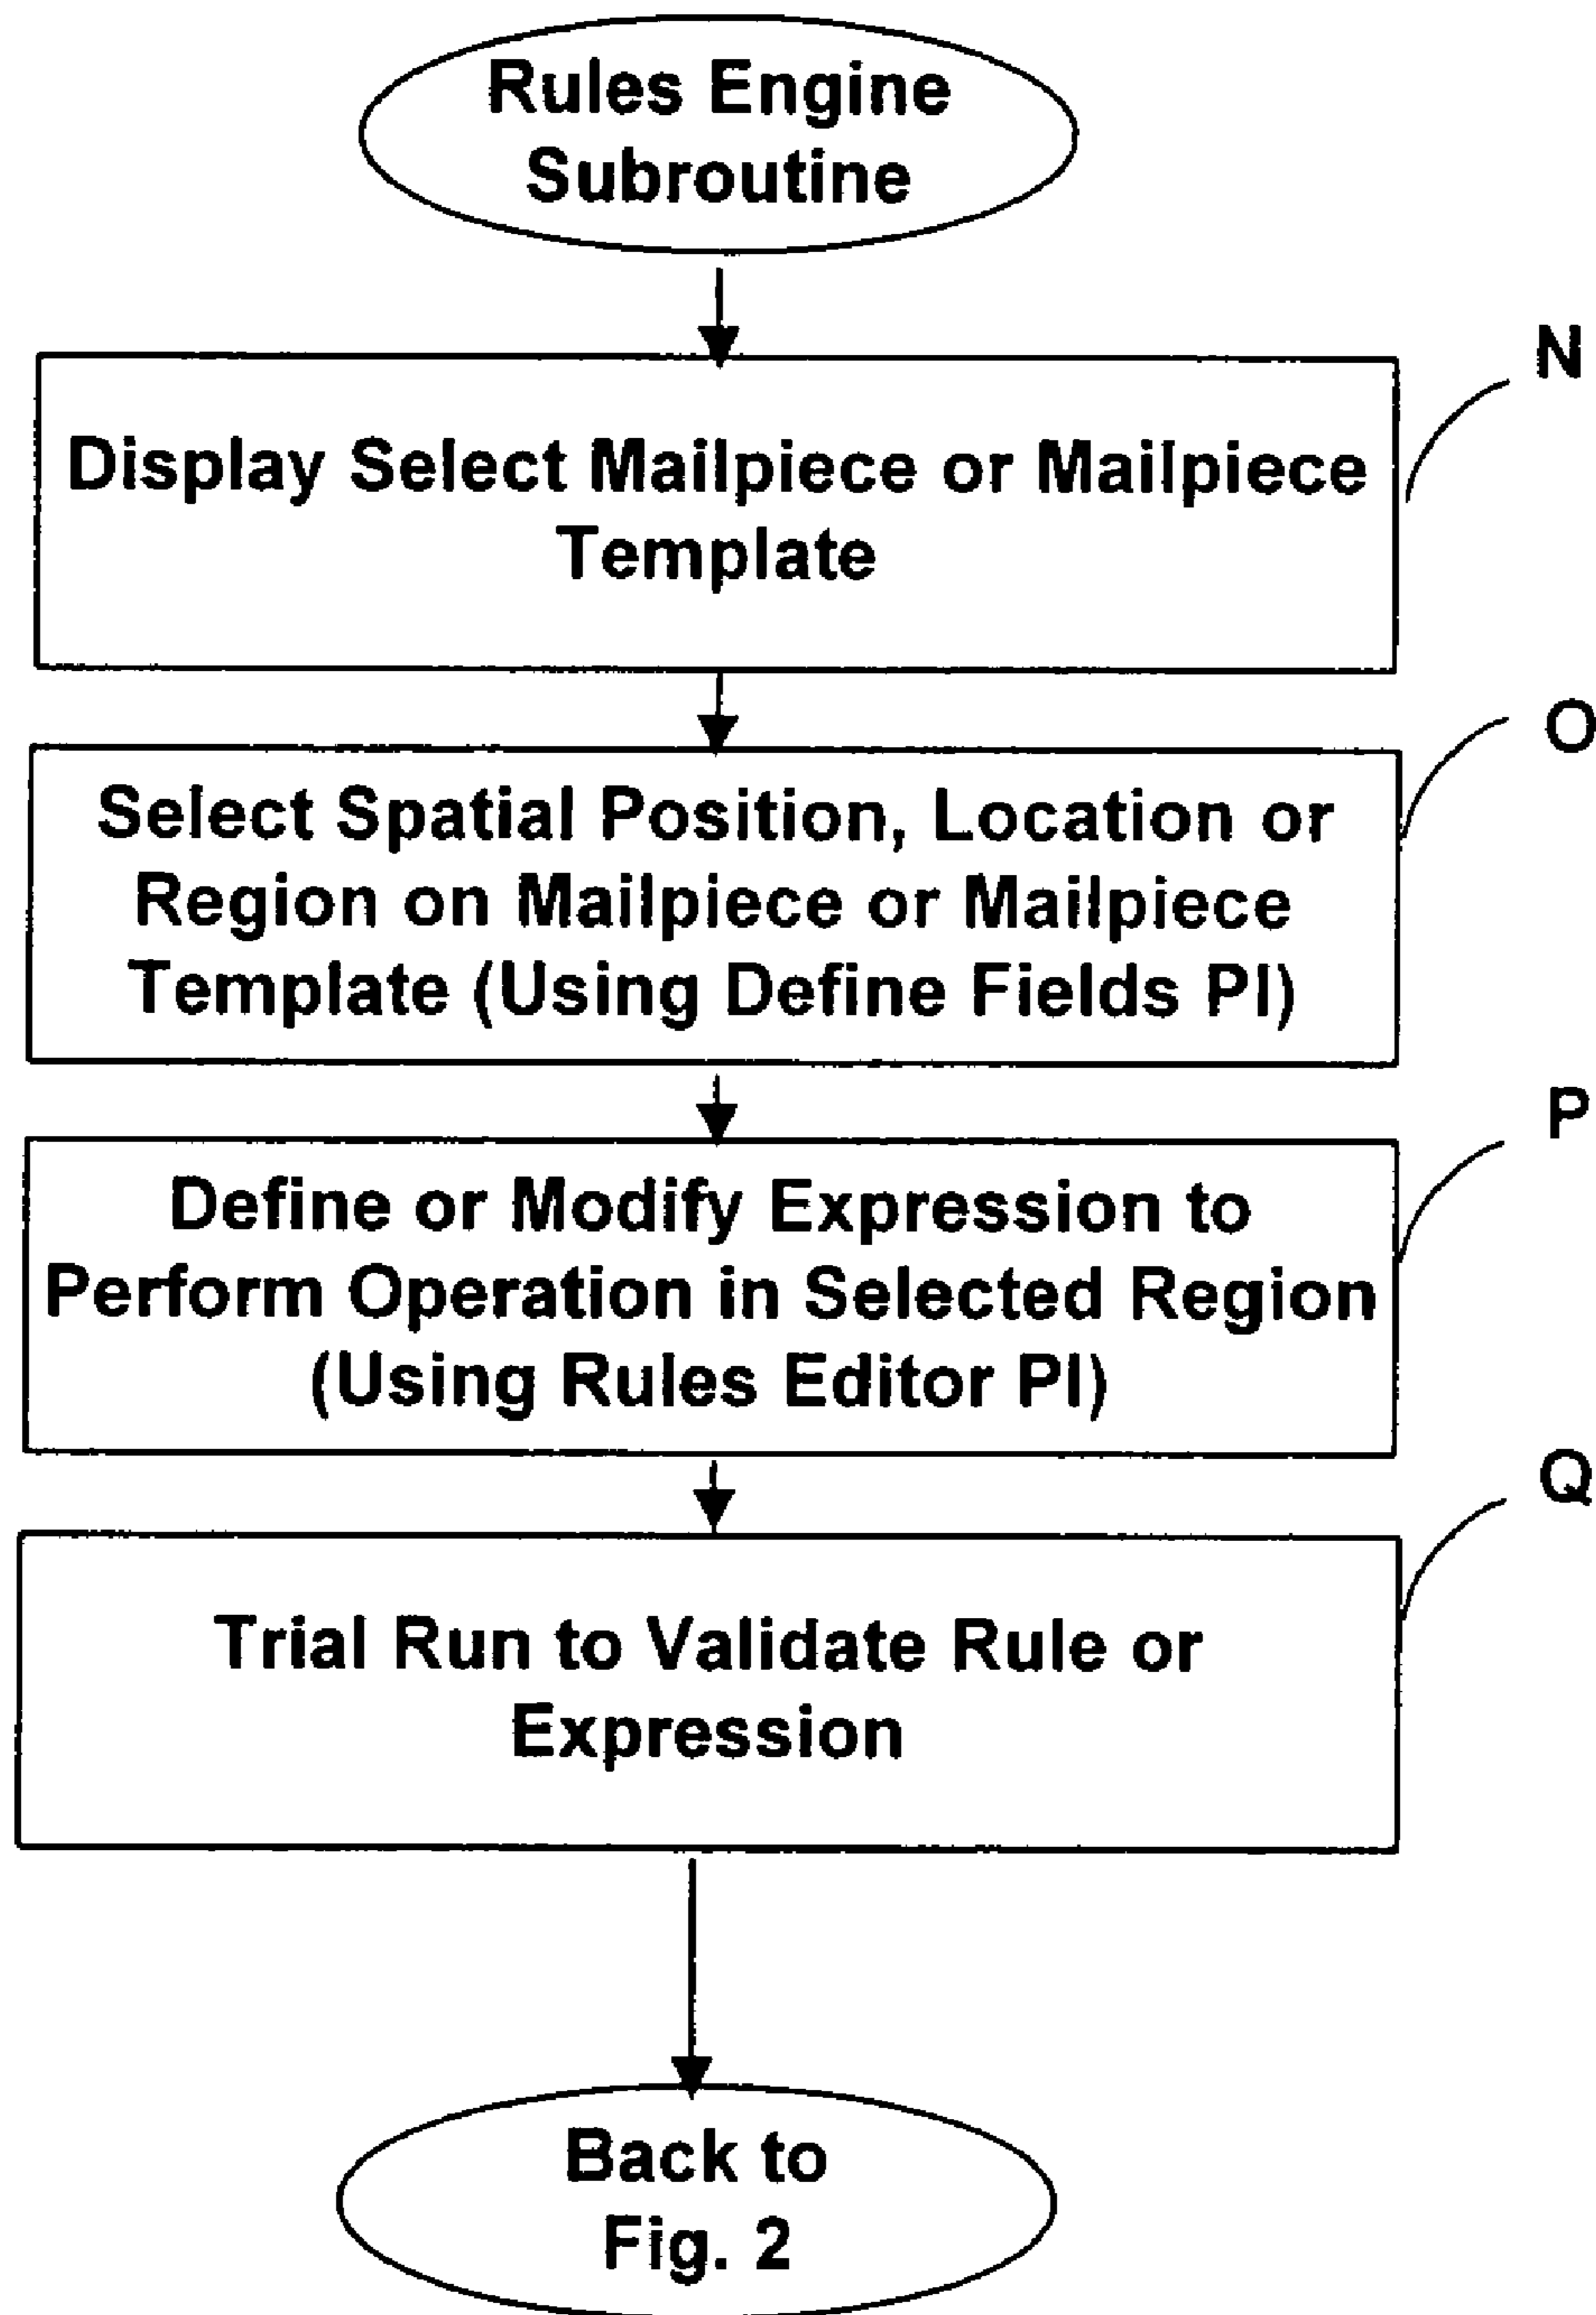 Rules Engine
Subroutine
N
Display Select Mailpiece or Mailpiece
Template
O
Select Spatial Position, Location or
Region on Mailpiece or Mailpiece
Template (Using Define Fields PI)
P
Define or Modify Expression to
Perform Operation in Selected Region
(Using Rules Editor PI)
Q
Trial Run to Validate Rule or
Expression
Back to
Fig. 2